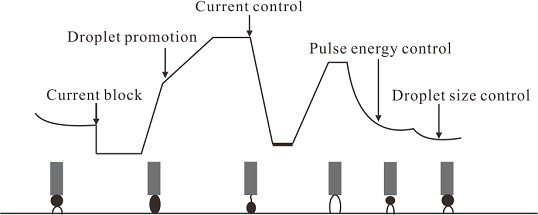 Current control
Droplet promotion
Pulse energy control
Current block
Droplet size control